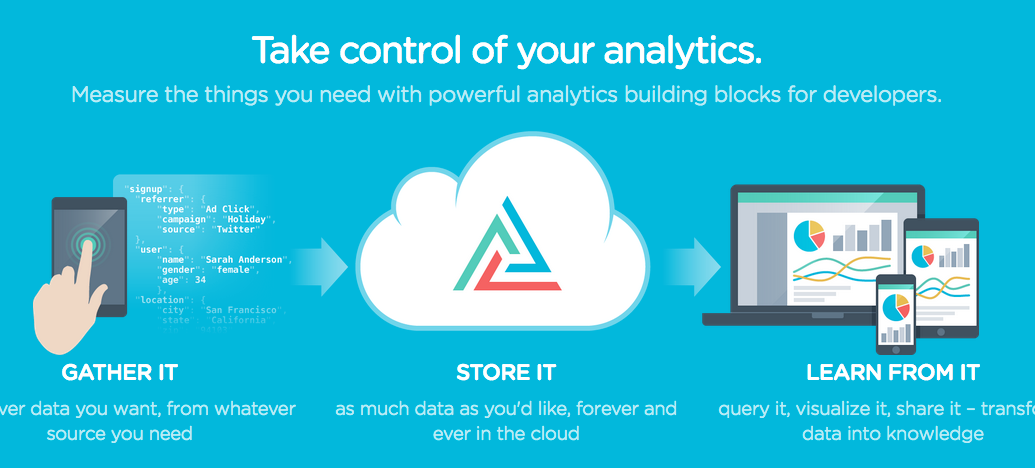 Take control of your analytics.
Measure the things you need with powerful analytics building blocks for developers.
"signup": {
"referrer": {
"type": "Ad Click",
"campaign": "Holiday",
"source": "Twitter"
},
"user": {
"name": "Sarah Anderson",
"gender": "female",
"age": 34
},
"location": {
"city": "San Francisco",
"state": "California"
GATHER IT
data you want, from whatever
source you need
STORE IT
as much data as you'd like, forever and
ever in the cloud
LEARN FROM IT
query it, visualize it, share it –
data into knowledge